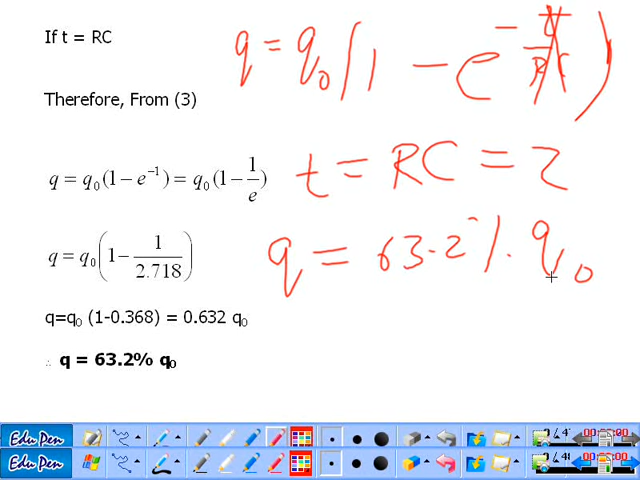 If t = RC
q = q₀(1 - e^(-t/RC))
Therefore, From (3)
q = q₀(1 − e⁻¹) = q₀(1 − 1/e)
t = RC = 2
q = q₀(1 − 1/2.718)
q = 63.2%. q₀
q=q₀ (1-0.368) = 0.632 q₀
∴ q = 63.2% q₀
Edu Pen
Edu Pen